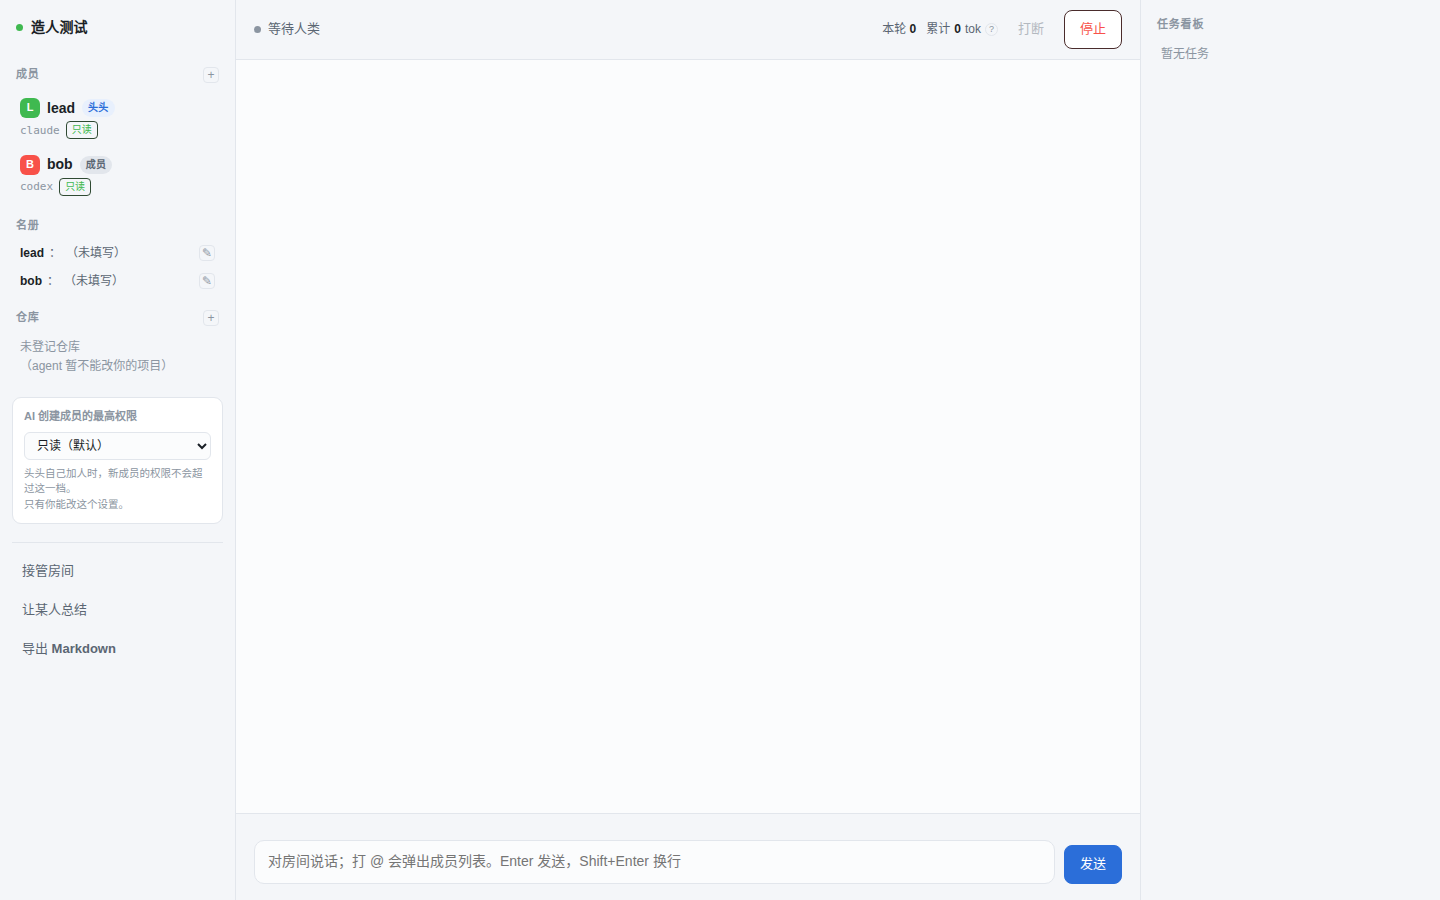 造人测试
成员
+
L lead 头头
claude 只读
B bob 成员
codex 只读
名册
lead ： （未填写） ✎
bob ： （未填写） ✎
仓库
+
未登记仓库
（agent 暂不能改你的项目）
AI 创建成员的最高权限
只读（默认）
头头自己加人时，新成员的权限不会超
过这一档。
只有你能改这个设置。
接管房间
让某人总结
导出 Markdown
等待人类
本轮 0 累计 0 tok ? 打断 停止
对房间说话；打 @ 会弹出成员列表。Enter 发送，Shift+Enter 换行
发送
任务看板
暂无任务